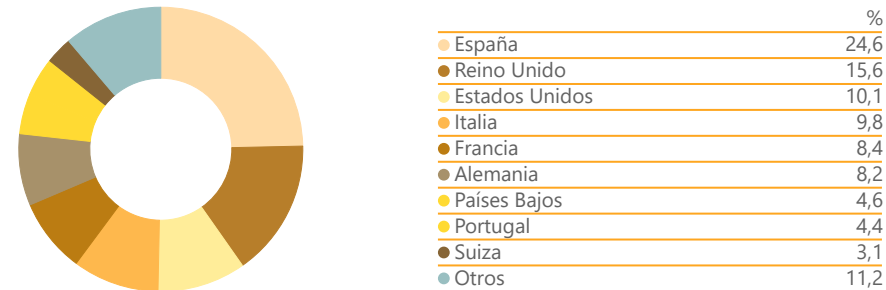 %
España 24,6
Reino Unido 15,6
Estados Unidos 10,1
Italia 9,8
Francia 8,4
Alemania 8,2
Países Bajos 4,6
Portugal 4,4
Suiza 3,1
Otros 11,2